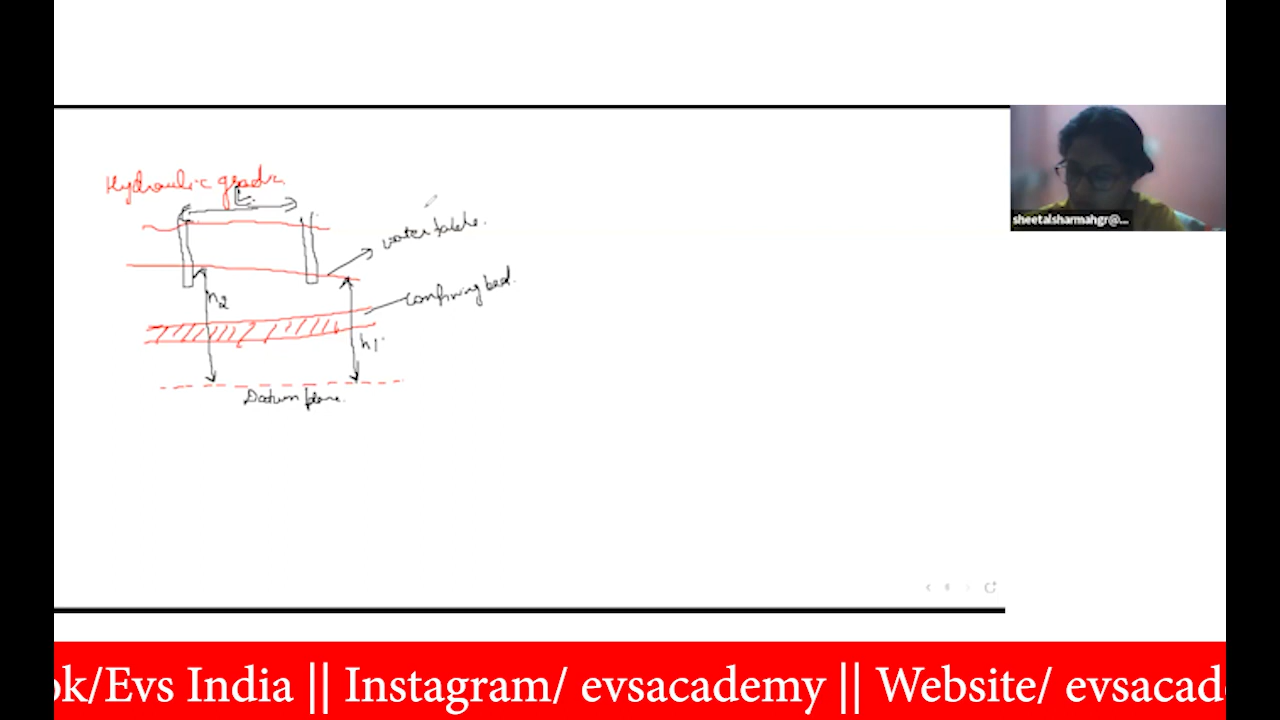 Hydraulic gradi.
L.
water table.
h2
confining bed.
h1.
Datum plane.
sheetalsharmahgr@...
ok/Evs India || Instagram/ evsacademy || Website/ evsacad